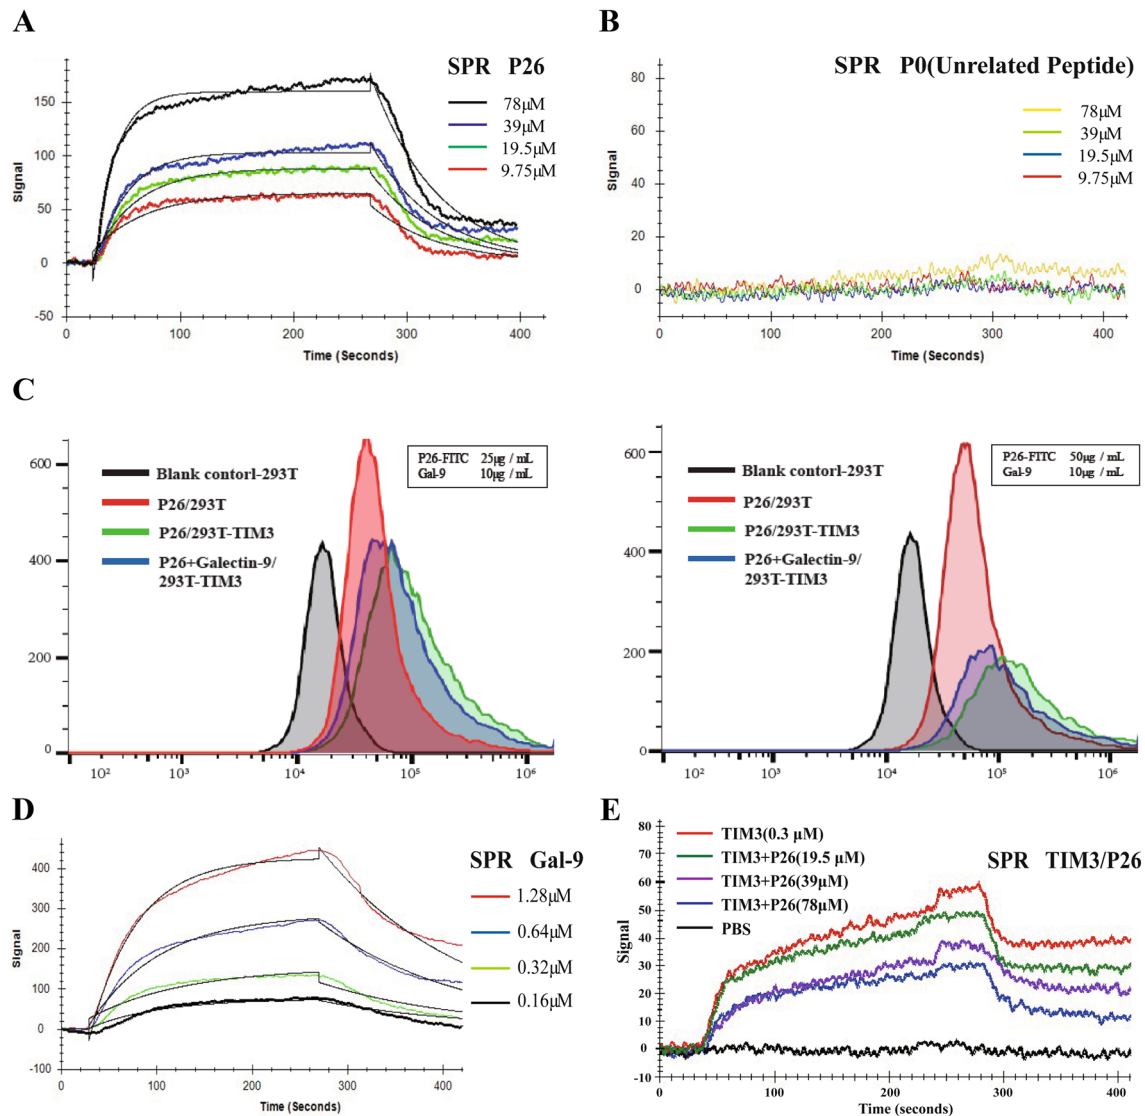 A
SPR P26
78μM
39μM
19.5μM
9.75μM
150
100
50
0
-50
Signal
0
100
200
300
400
Time (Seconds)
B
SPR P0(Unrelated Peptide)
78μM
39μM
19.5μM
9.75μM
80
60
40
20
0
Signal
0
100
200
300
400
Time (Seconds)
C
Blank contorl-293T
P26/293T
P26/293T-TIM3
P26+Galectin-9/
293T-TIM3
P26-FITC 25μg / mL
Gal-9 10μg / mL
600
400
200
0
10²
10³
10⁴
10⁵
10⁶
Blank contorl-293T
P26/293T
P26/293T-TIM3
P26+Galectin-9/
293T-TIM3
P26-FITC 50μg / mL
Gal-9 10μg / mL
600
400
200
0
10²
10³
10⁴
10⁵
10⁶
D
SPR Gal-9
1.28μM
0.64μM
0.32μM
0.16μM
400
300
200
100
0
-100
Signal
0
100
200
300
400
Time (Seconds)
E
TIM3(0.3 μM)
TIM3+P26(19.5 μM)
TIM3+P26(39μM)
TIM3+P26(78μM)
PBS
SPR TIM3/P26
80
70
60
50
40
30
20
10
0
-10
Signal
0
100
200
300
400
Time (seconds)